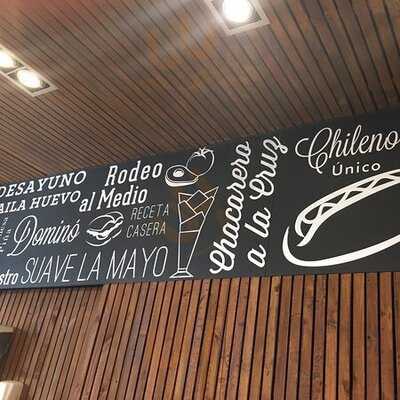 DESAYUNO
AILA HUEVO
Rodeo
al Medio
Dominó
RECETA
CASERA
SUAVE LA MAYO
Chacarero
a la Cruz
Chileno
Único